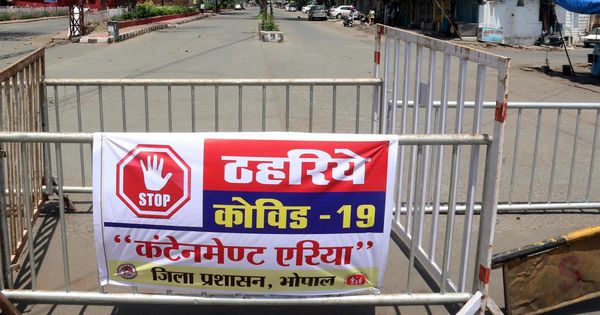 STOP
ठहरिये
कोविड - 19
"कंटेनमेण्ट एरिया"
जिला प्रशासन, भोपाल